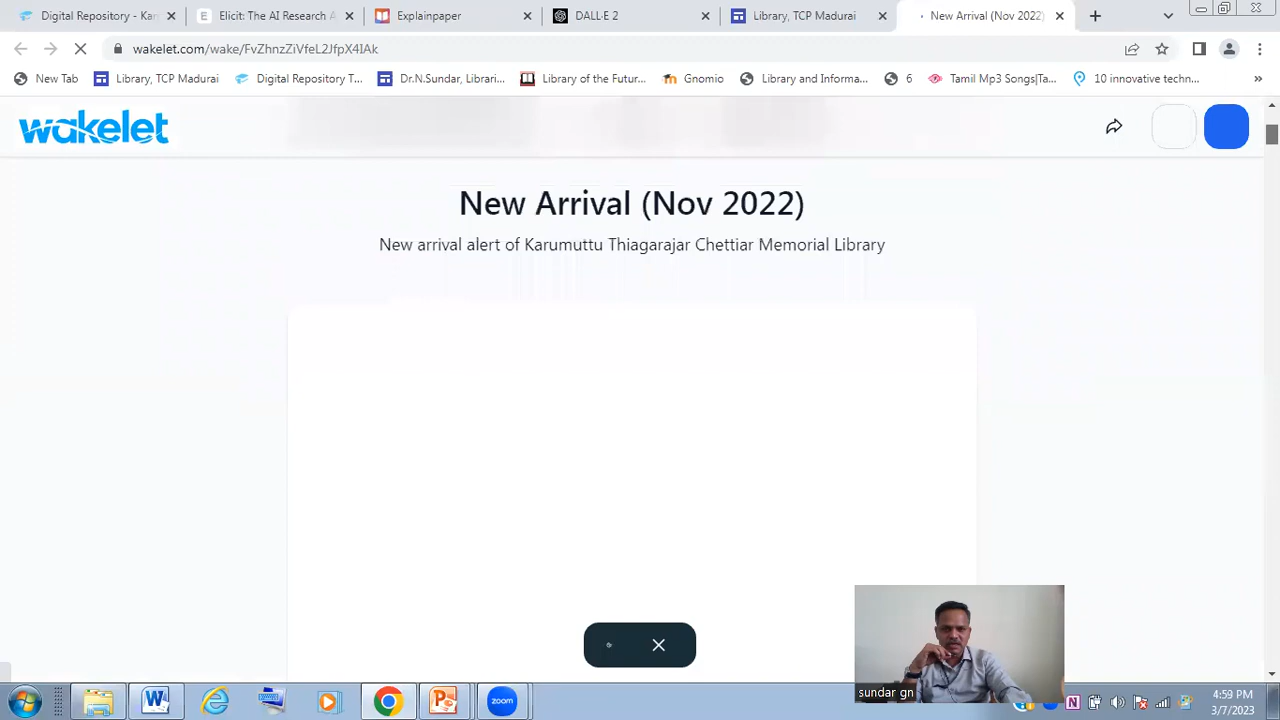 Digital Repository - Kar
Elicit: The AI Research A
Explainpaper
DALL·E 2
Library, TCP Madurai
New Arrival (Nov 2022)
wakelet.com/wake/FvZhnzZiVfeL2JfpX4IAk
New Tab
Library, TCP Madurai
Digital Repository T...
Dr.N.Sundar, Librari...
Library of the Futur...
Gnomio
Library and Informa...
6
Tamil Mp3 Songs|Ta...
10 innovative techn...
»
wakelet
New Arrival (Nov 2022)
New arrival alert of Karumuttu Thiagarajar Chettiar Memorial Library
sundar gn
zoom
4:59 PM
3/7/2023